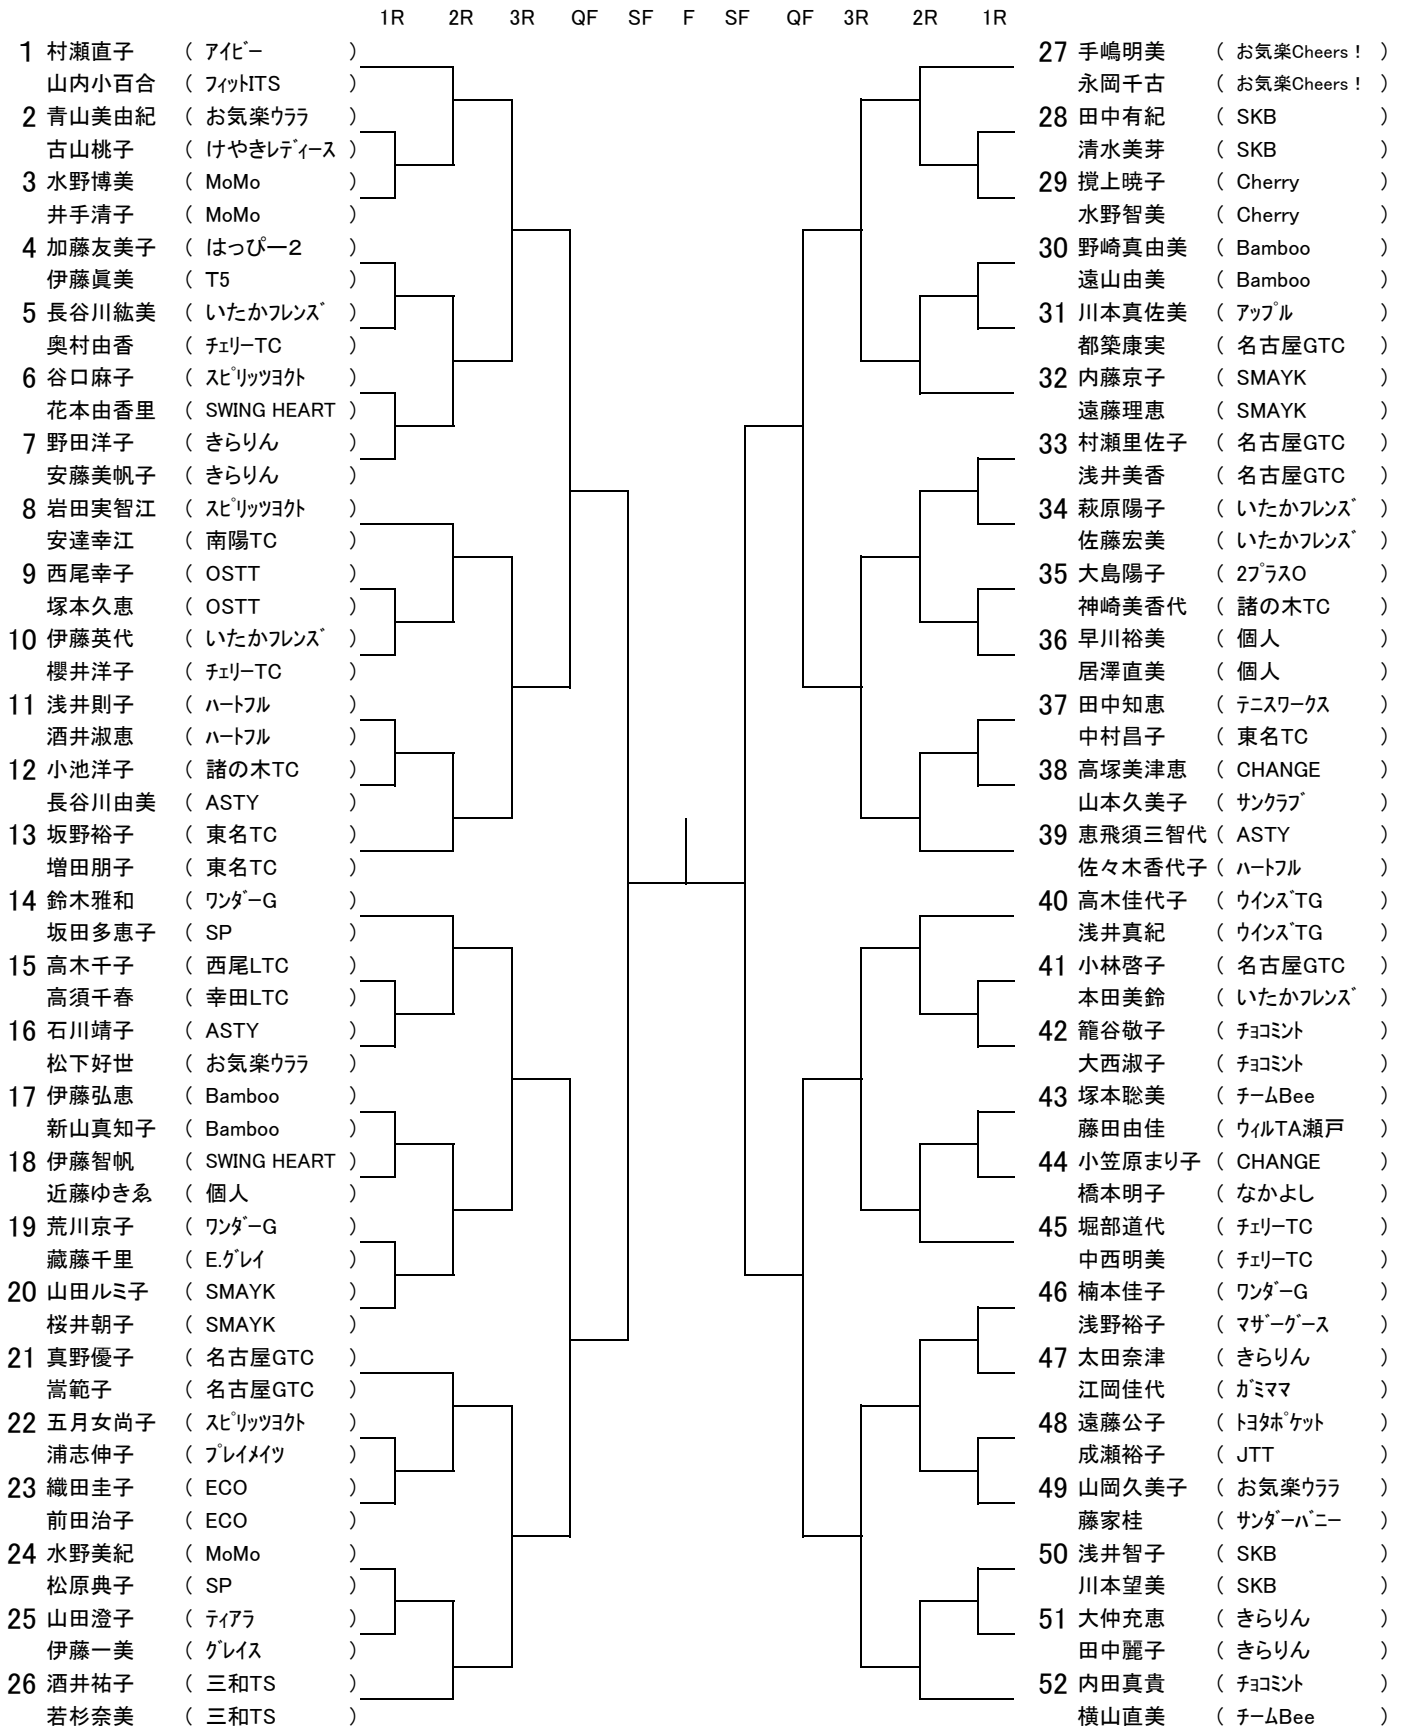 1R 2R 3R QF SF F SF QF 3R 2R 1R
1 村瀬直子 ( アイビー )
山内小百合 ( フィットITS )
2 青山美由紀 ( お気楽ウララ )
古山桃子 ( けやきレディース )
3 水野博美 ( MoMo )
井手清子 ( MoMo )
4 加藤友美子 ( はっぴー2 )
伊藤眞美 ( T5 )
5 長谷川紘美 ( いたかフレンズ )
奥村由香 ( チェリーTC )
6 谷口麻子 ( スピリッツヨクト )
花本由香里 ( SWING HEART )
7 野田洋子 ( きらりん )
安藤美帆子 ( きらりん )
8 岩田実智江 ( スピリッツヨクト )
安達幸江 ( 南陽TC )
9 西尾幸子 ( OSTT )
塚本久恵 ( OSTT )
10 伊藤英代 ( いたかフレンズ )
櫻井洋子 ( チェリーTC )
11 浅井則子 ( ハートフル )
酒井淑恵 ( ハートフル )
12 小池洋子 ( 諸の木TC )
長谷川由美 ( ASTY )
13 坂野裕子 ( 東名TC )
増田朋子 ( 東名TC )
14 鈴木雅和 ( ワンダーG )
坂田多恵子 ( SP )
15 高木千子 ( 西尾LTC )
高須千春 ( 幸田LTC )
16 石川靖子 ( ASTY )
松下好世 ( お気楽ウララ )
17 伊藤弘恵 ( Bamboo )
新山真知子 ( Bamboo )
18 伊藤智帆 ( SWING HEART )
近藤ゆきゑ ( 個人 )
19 荒川京子 ( ワンダーG )
蔵藤千里 ( E.グレイ )
20 山田ルミ子 ( SMAYK )
桜井朝子 ( SMAYK )
21 真野優子 ( 名古屋GTC )
嵩範子 ( 名古屋GTC )
22 五月女尚子 ( スピリッツヨクト )
浦志伸子 ( プレイメイツ )
23 織田圭子 ( ECO )
前田治子 ( ECO )
24 水野美紀 ( MoMo )
松原典子 ( SP )
25 山田澄子 ( ティアラ )
伊藤一美 ( グレイス )
26 酒井祐子 ( 三和TS )
若杉奈美 ( 三和TS )
27 手嶋明美 ( お気楽Cheers! )
永岡千古 ( お気楽Cheers! )
28 田中有紀 ( SKB )
清水美芽 ( SKB )
29 撹上暁子 ( Cherry )
水野智美 ( Cherry )
30 野崎真由美 ( Bamboo )
遠山由美 ( Bamboo )
31 川本真佐美 ( アップル )
都築康実 ( 名古屋GTC )
32 内藤京子 ( SMAYK )
遠藤理恵 ( SMAYK )
33 村瀬里佐子 ( 名古屋GTC )
浅井美香 ( 名古屋GTC )
34 萩原陽子 ( いたかフレンズ )
佐藤宏美 ( いたかフレンズ )
35 大島陽子 ( 2プラスO )
神崎美香代 ( 諸の木TC )
36 早川裕美 ( 個人 )
居澤直美 ( 個人 )
37 田中知恵 ( テニスワークス )
中村昌子 ( 東名TC )
38 高塚美津恵 ( CHANGE )
山本久美子 ( サンクラブ )
39 恵飛須三智代 ( ASTY )
佐々木香代子 ( ハートフル )
40 高木佳代子 ( ウインズTG )
浅井真紀 ( ウインズTG )
41 小林啓子 ( 名古屋GTC )
本田美鈴 ( いたかフレンズ )
42 籠谷敬子 ( チョコミント )
大西淑子 ( チョコミント )
43 塚本聡美 ( チームBee )
藤田由佳 ( ウィルTA瀬戸 )
44 小笠原まり子 ( CHANGE )
橋本明子 ( なかよし )
45 堀部道代 ( チェリーTC )
中西明美 ( チェリーTC )
46 楠本佳子 ( ワンダーG )
浅野裕子 ( マザーグース )
47 太田奈津 ( きらりん )
江岡佳代 ( ガミママ )
48 遠藤公子 ( トヨタポケット )
成瀬裕子 ( JTT )
49 山岡久美子 ( お気楽ウララ )
藤家桂 ( サンダーバニー )
50 浅井智子 ( SKB )
川本望美 ( SKB )
51 大仲充恵 ( きらりん )
田中麗子 ( きらりん )
52 内田真貴 ( チョコミント )
横山直美 ( チームBee )